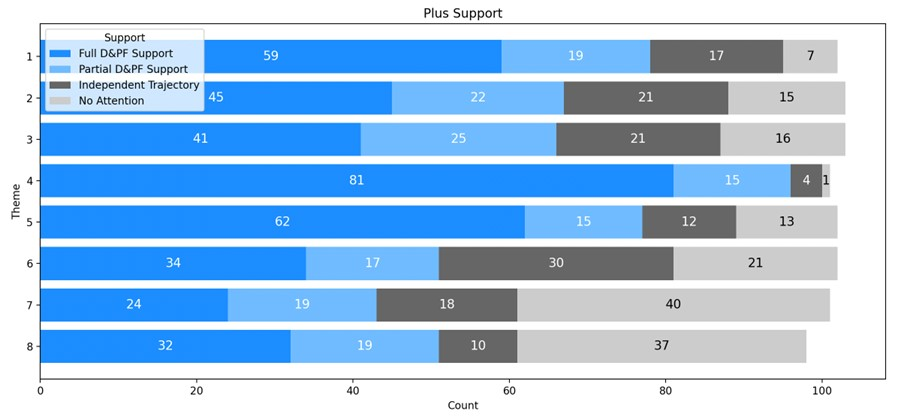 Plus Support
Support
Full D&PF Support
Partial D&PF Support
Independent Trajectory
No Attention
1 59 19 17 7
2 45 22 21 15
3 41 25 21 16
4 81 15 4 1
5 62 15 12 13
6 34 17 30 21
7 24 19 18 40
8 32 19 10 37
Theme
0 20 40 60 80 100
Count